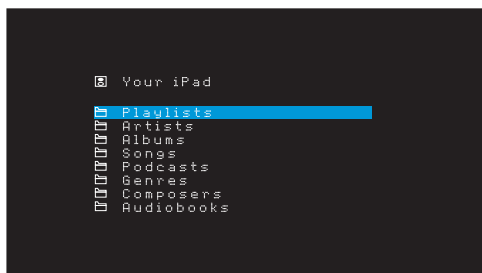 Your iPad
Playlists
Artists
Albums
Songs
Podcasts
Genres
Composers
Audiobooks